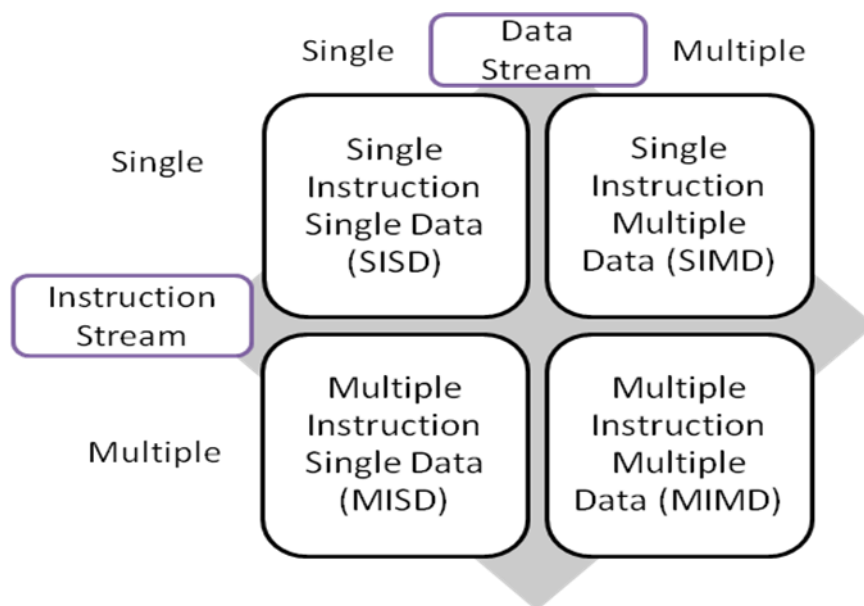 Single
Data
Stream
Multiple
Single
Single
Instruction
Single Data
(SISD)
Single
Instruction
Multiple
Data (SIMD)
Instruction
Stream
Multiple
Multiple
Instruction
Single Data
(MISD)
Multiple
Instruction
Multiple
Data (MIMD)